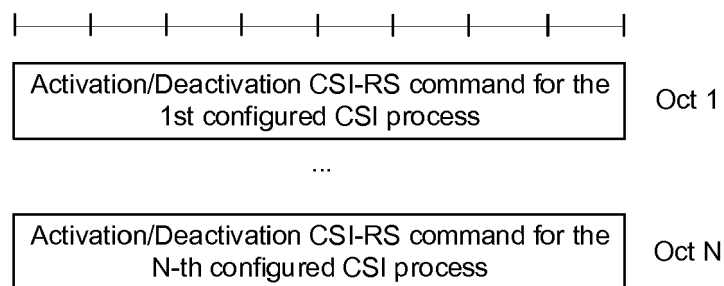 Activation/Deactivation CSI-RS command for the
1st configured CSI process
Oct 1
...
Activation/Deactivation CSI-RS command for the
N-th configured CSI process
Oct N